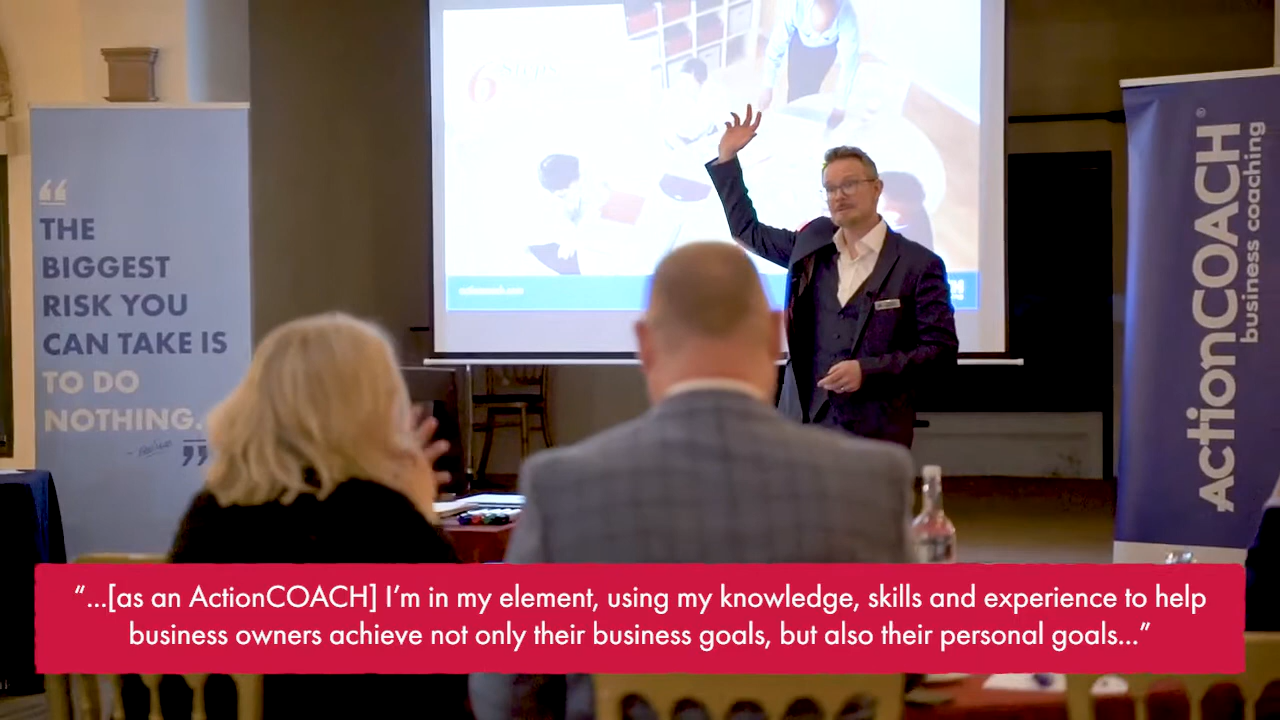 THE
BIGGEST
RISK YOU
CAN TAKE IS
TO DO
NOTHING.
6
ActionCOACH®
business coaching
“...[as an ActionCOACH] I’m in my element, using my knowledge, skills and experience to help
business owners achieve not only their business goals, but also their personal goals...”